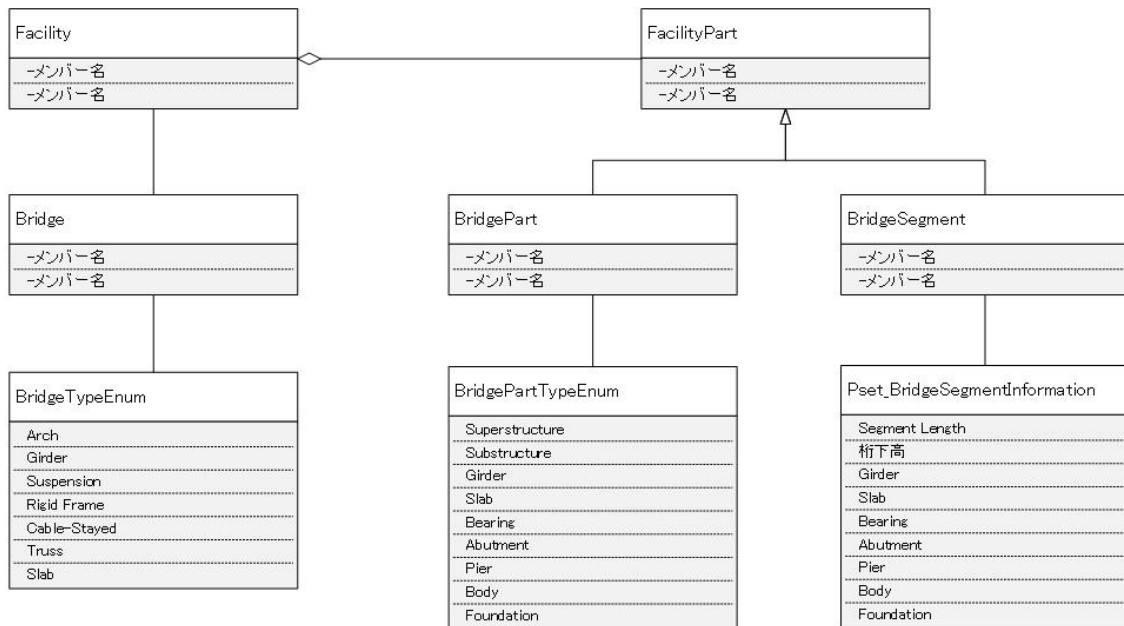 Facility
-メンバー名
-メンバー名
FacilityPart
-メンバー名
-メンバー名
Bridge
-メンバー名
-メンバー名
BridgePart
-メンバー名
-メンバー名
BridgeSegment
-メンバー名
-メンバー名
BridgeTypeEnum
Arch
Girder
Suspension
Rigid Frame
Cable-Stayed
Truss
Slab
BridgePartTypeEnum
Superstructure
Substructure
Girder
Slab
Bearing
Abutment
Pier
Body
Foundation
Pset_BridgeSegmentInformation
Segment Length
桁下高
Girder
Slab
Bearing
Abutment
Pier
Body
Foundation